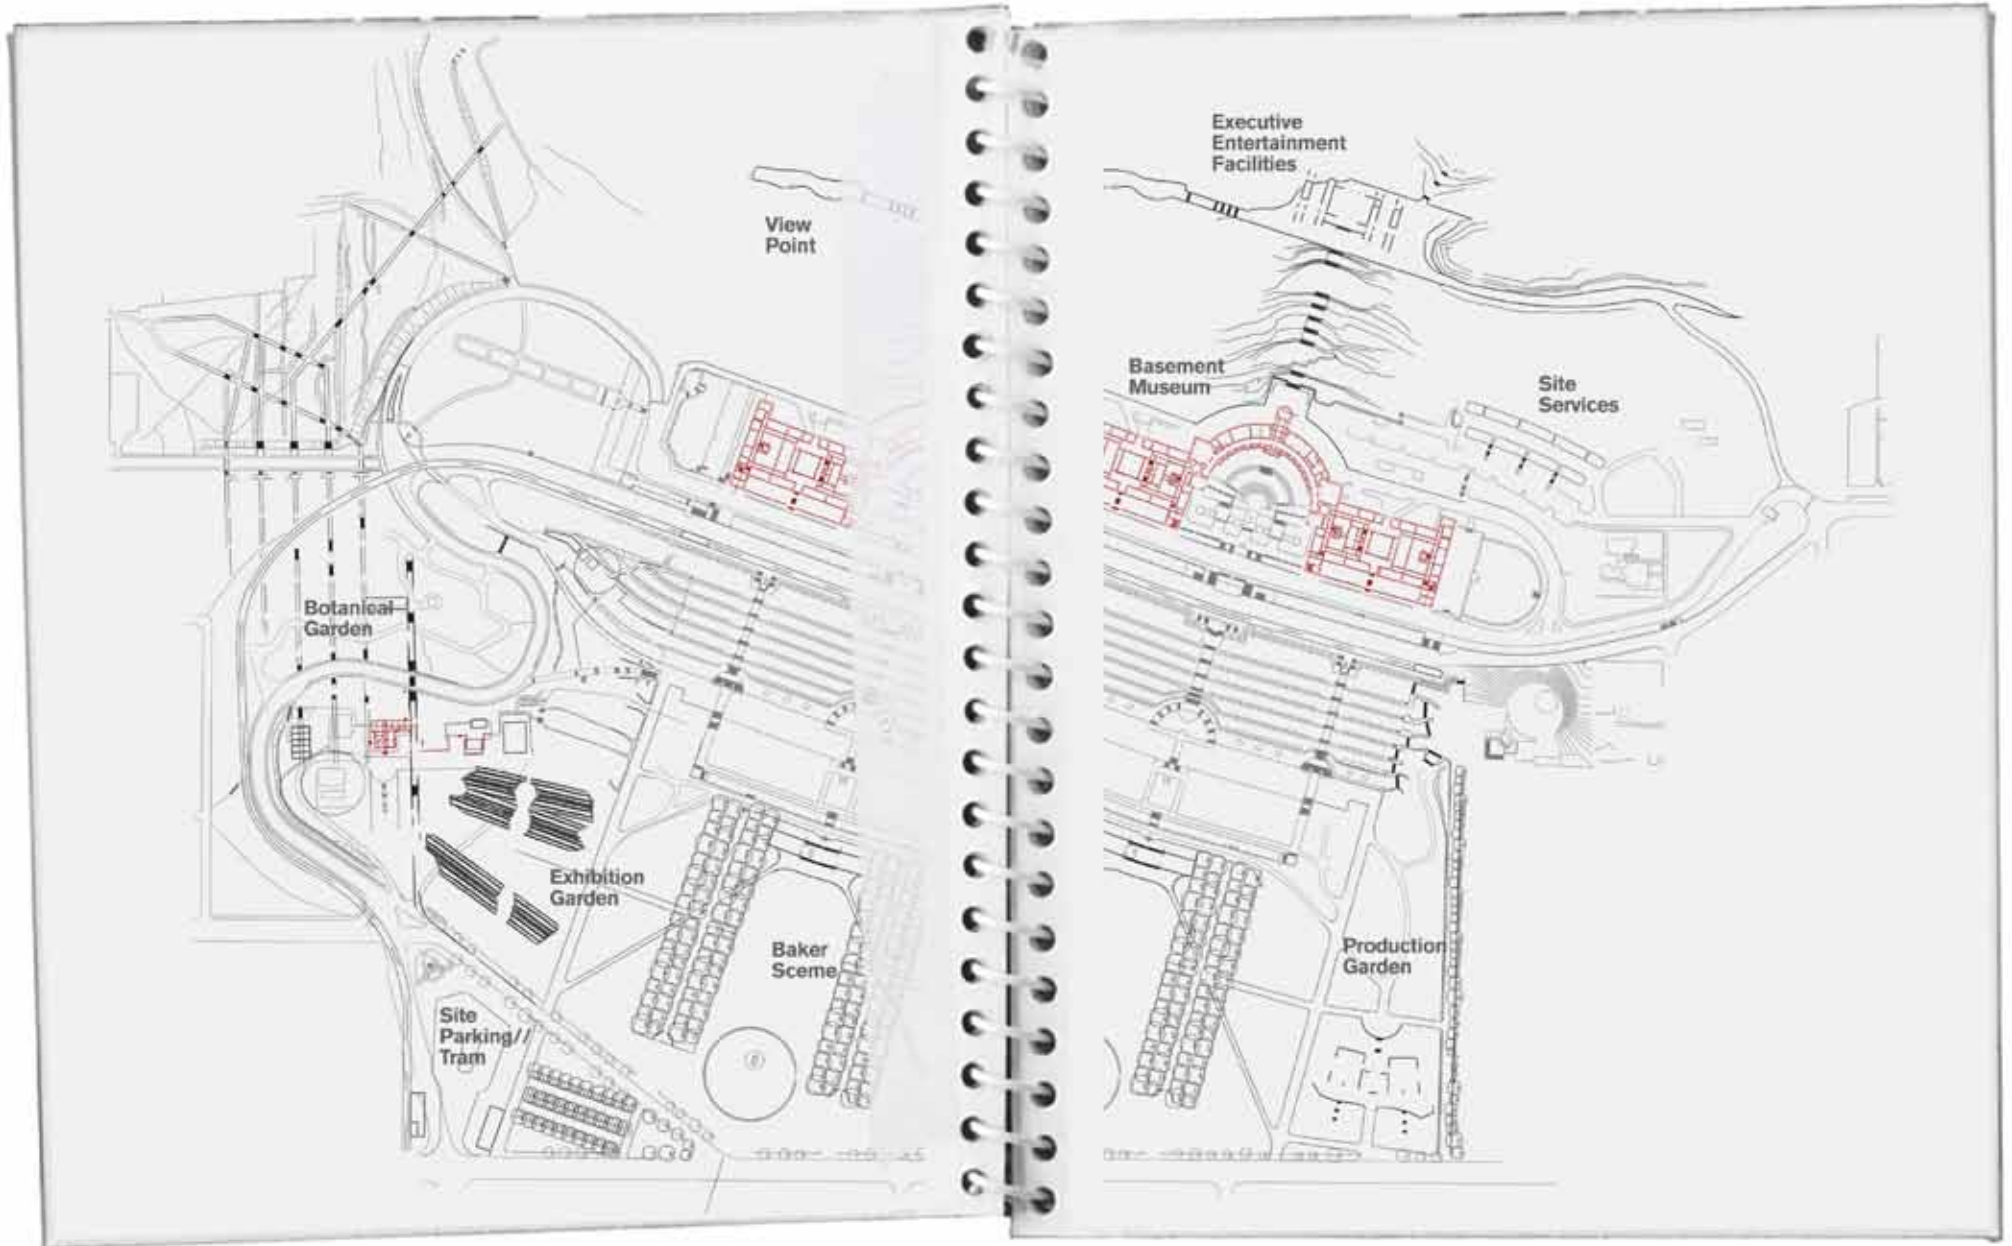 View
Point
Botanical
Garden
Exhibition
Garden
Baker
Sceme
Site
Parking//
Tram
Executive
Entertainment
Facilities
Basement
Museum
Site
Services
Production
Garden